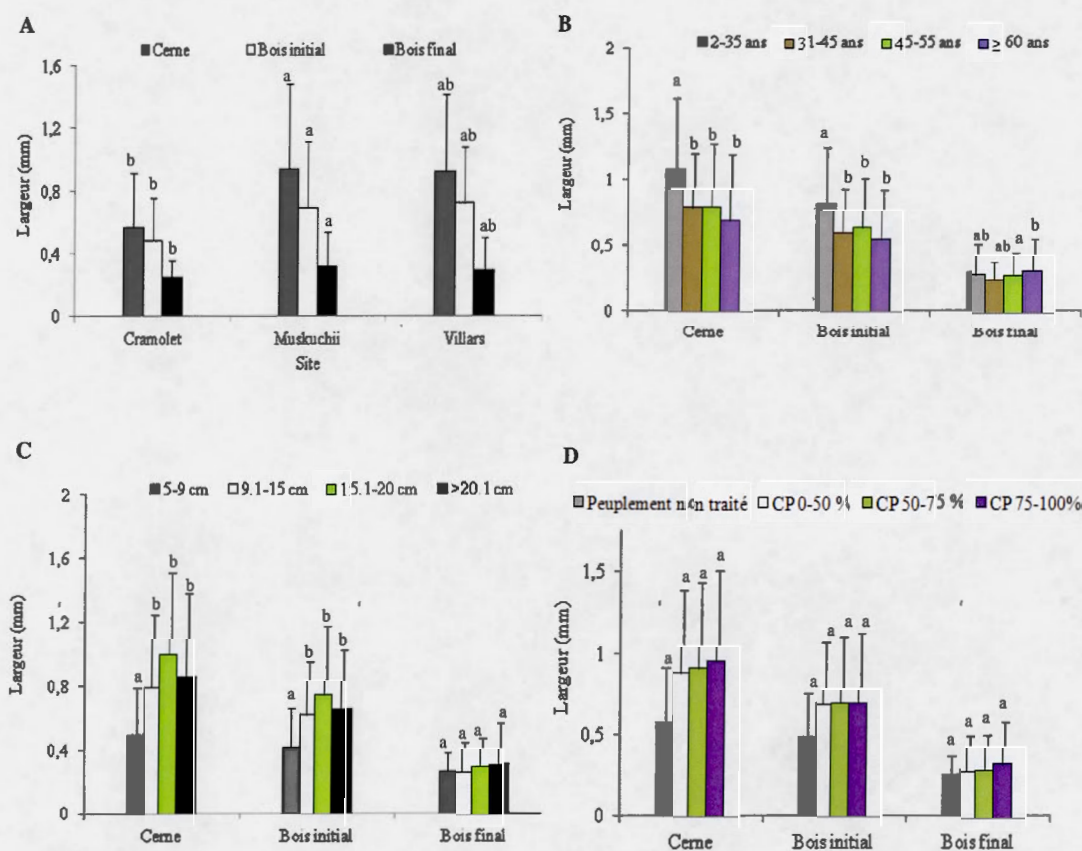 A
Cerne Bois initial Bois final
1,6
1,2
0,8
0,4
0
Largeur (mm)
b b b
a a a
ab ab ab
Cramolet Muskuchii Villars
Site
B
2-35 ans 31-45 ans 45-55 ans ≥ 60 ans
2
1,5
1
0,5
0
Largeur (mm)
a b b b
a b b b
ab ab a b
Cerne Bois initial Bois final
C
5-9 cm 9.1-15 cm 15.1-20 cm >20.1 cm
2
1,6
1,2
0,8
0,4
0
Largeur (mm)
a b b b
a b b b
a a a a
Cerne Bois initial Bois final
D
Peuplement non traité CP 0-50 % CP 50-75 % CP 75-100%
1,5
1
0,5
0
Largeur (mm)
a a a a
a a a a
a a a a
Cerne Bois initial Bois final